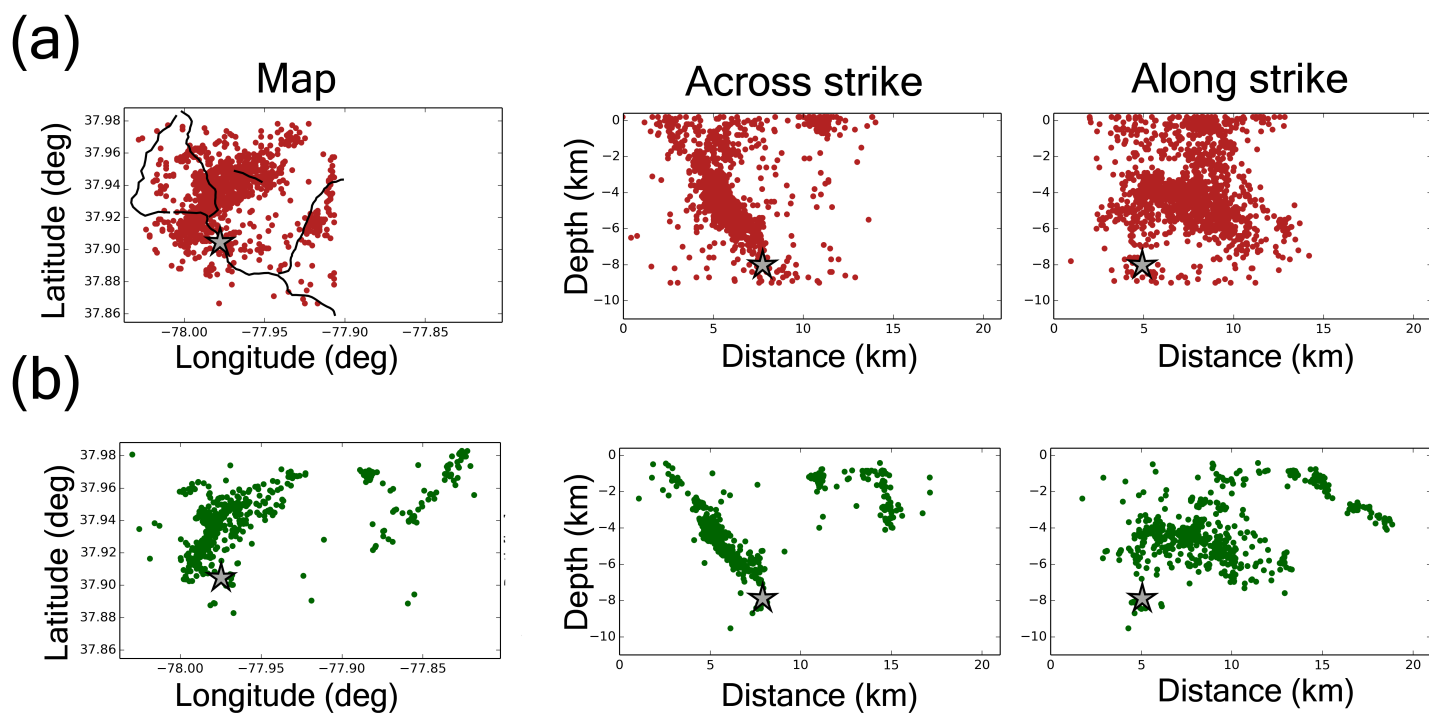 (a)
Map
Across strike
Along strike
37.98
37.96
37.94
37.92
37.90
37.88
37.86
−78.00 −77.95 −77.90 −77.85
Latitude (deg)
Longitude (deg)
0
−2
−4
−6
−8
−10
0 5 10 15 20
Depth (km)
Distance (km)
0
−2
−4
−6
−8
−10
0 5 10 15 20
Distance (km)
(b)
37.98
37.96
37.94
37.92
37.90
37.88
37.86
−78.00 −77.95 −77.90 −77.85
Latitude (deg)
Longitude (deg)
0
−2
−4
−6
−8
−10
0 5 10 15 20
Depth (km)
Distance (km)
0
−2
−4
−6
−8
−10
0 5 10 15 20
Distance (km)